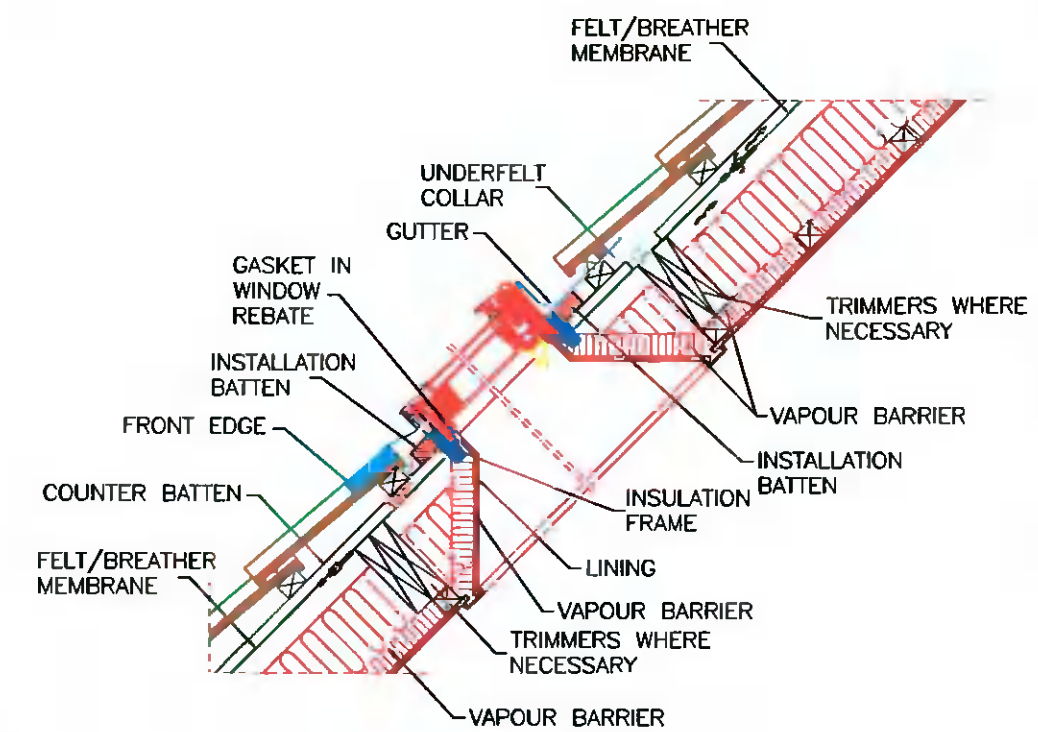 FELT/BREATHER
MEMBRANE
UNDERFELT
COLLAR
GUTTER
GASKET IN
WINDOW
REBATE
TRIMMERS WHERE
NECESSARY
INSTALLATION
BATTEN
VAPOUR BARRIER
FRONT EDGE
INSTALLATION
BATTEN
COUNTER BATTEN
INSULATION
FRAME
FELT/BREATHER
MEMBRANE
LINING
VAPOUR BARRIER
TRIMMERS WHERE
NECESSARY
VAPOUR BARRIER